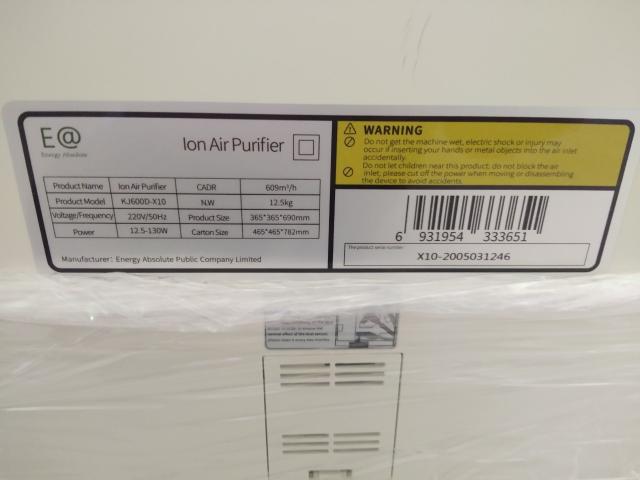 E@
Energy Absolute
Ion Air Purifier
Product Name Ion Air Purifier CADR 609m³/h
Product Model KJ600D-X10 N.W 12.5kg
Voltage/Frequency 220V/50Hz Product Size 365*365*690mm
Power 12.5-130W Carton Size 465*465*782mm
Manufacturer: Energy Absolute Public Company Limited
WARNING
Do not get the machine wet, electric shock or injury may
occur if inserting your hands or metal objects into the air inlet
accidentally.
Do not let children near this product; do not block the air
inlet, please cut off the power when moving or disassembling
the device to avoid accidents.
6 931954 333651
The product serial number
X10-2005031246